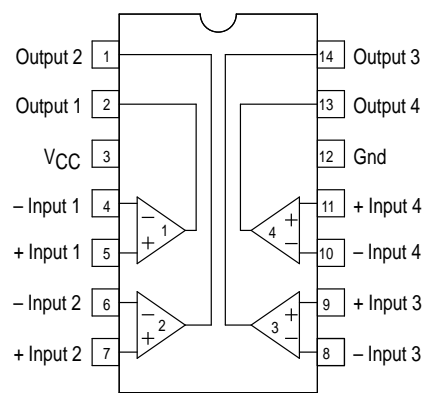 Output 2 1 14 Output 3
Output 1 2 13 Output 4
VCC 3 12 Gnd
– Input 1 4 – 1 + 11 + Input 4
+ Input 1 5 + 4 – 10 – Input 4
– Input 2 6 – 2 + 9 + Input 3
+ Input 2 7 + 3 – 8 – Input 3